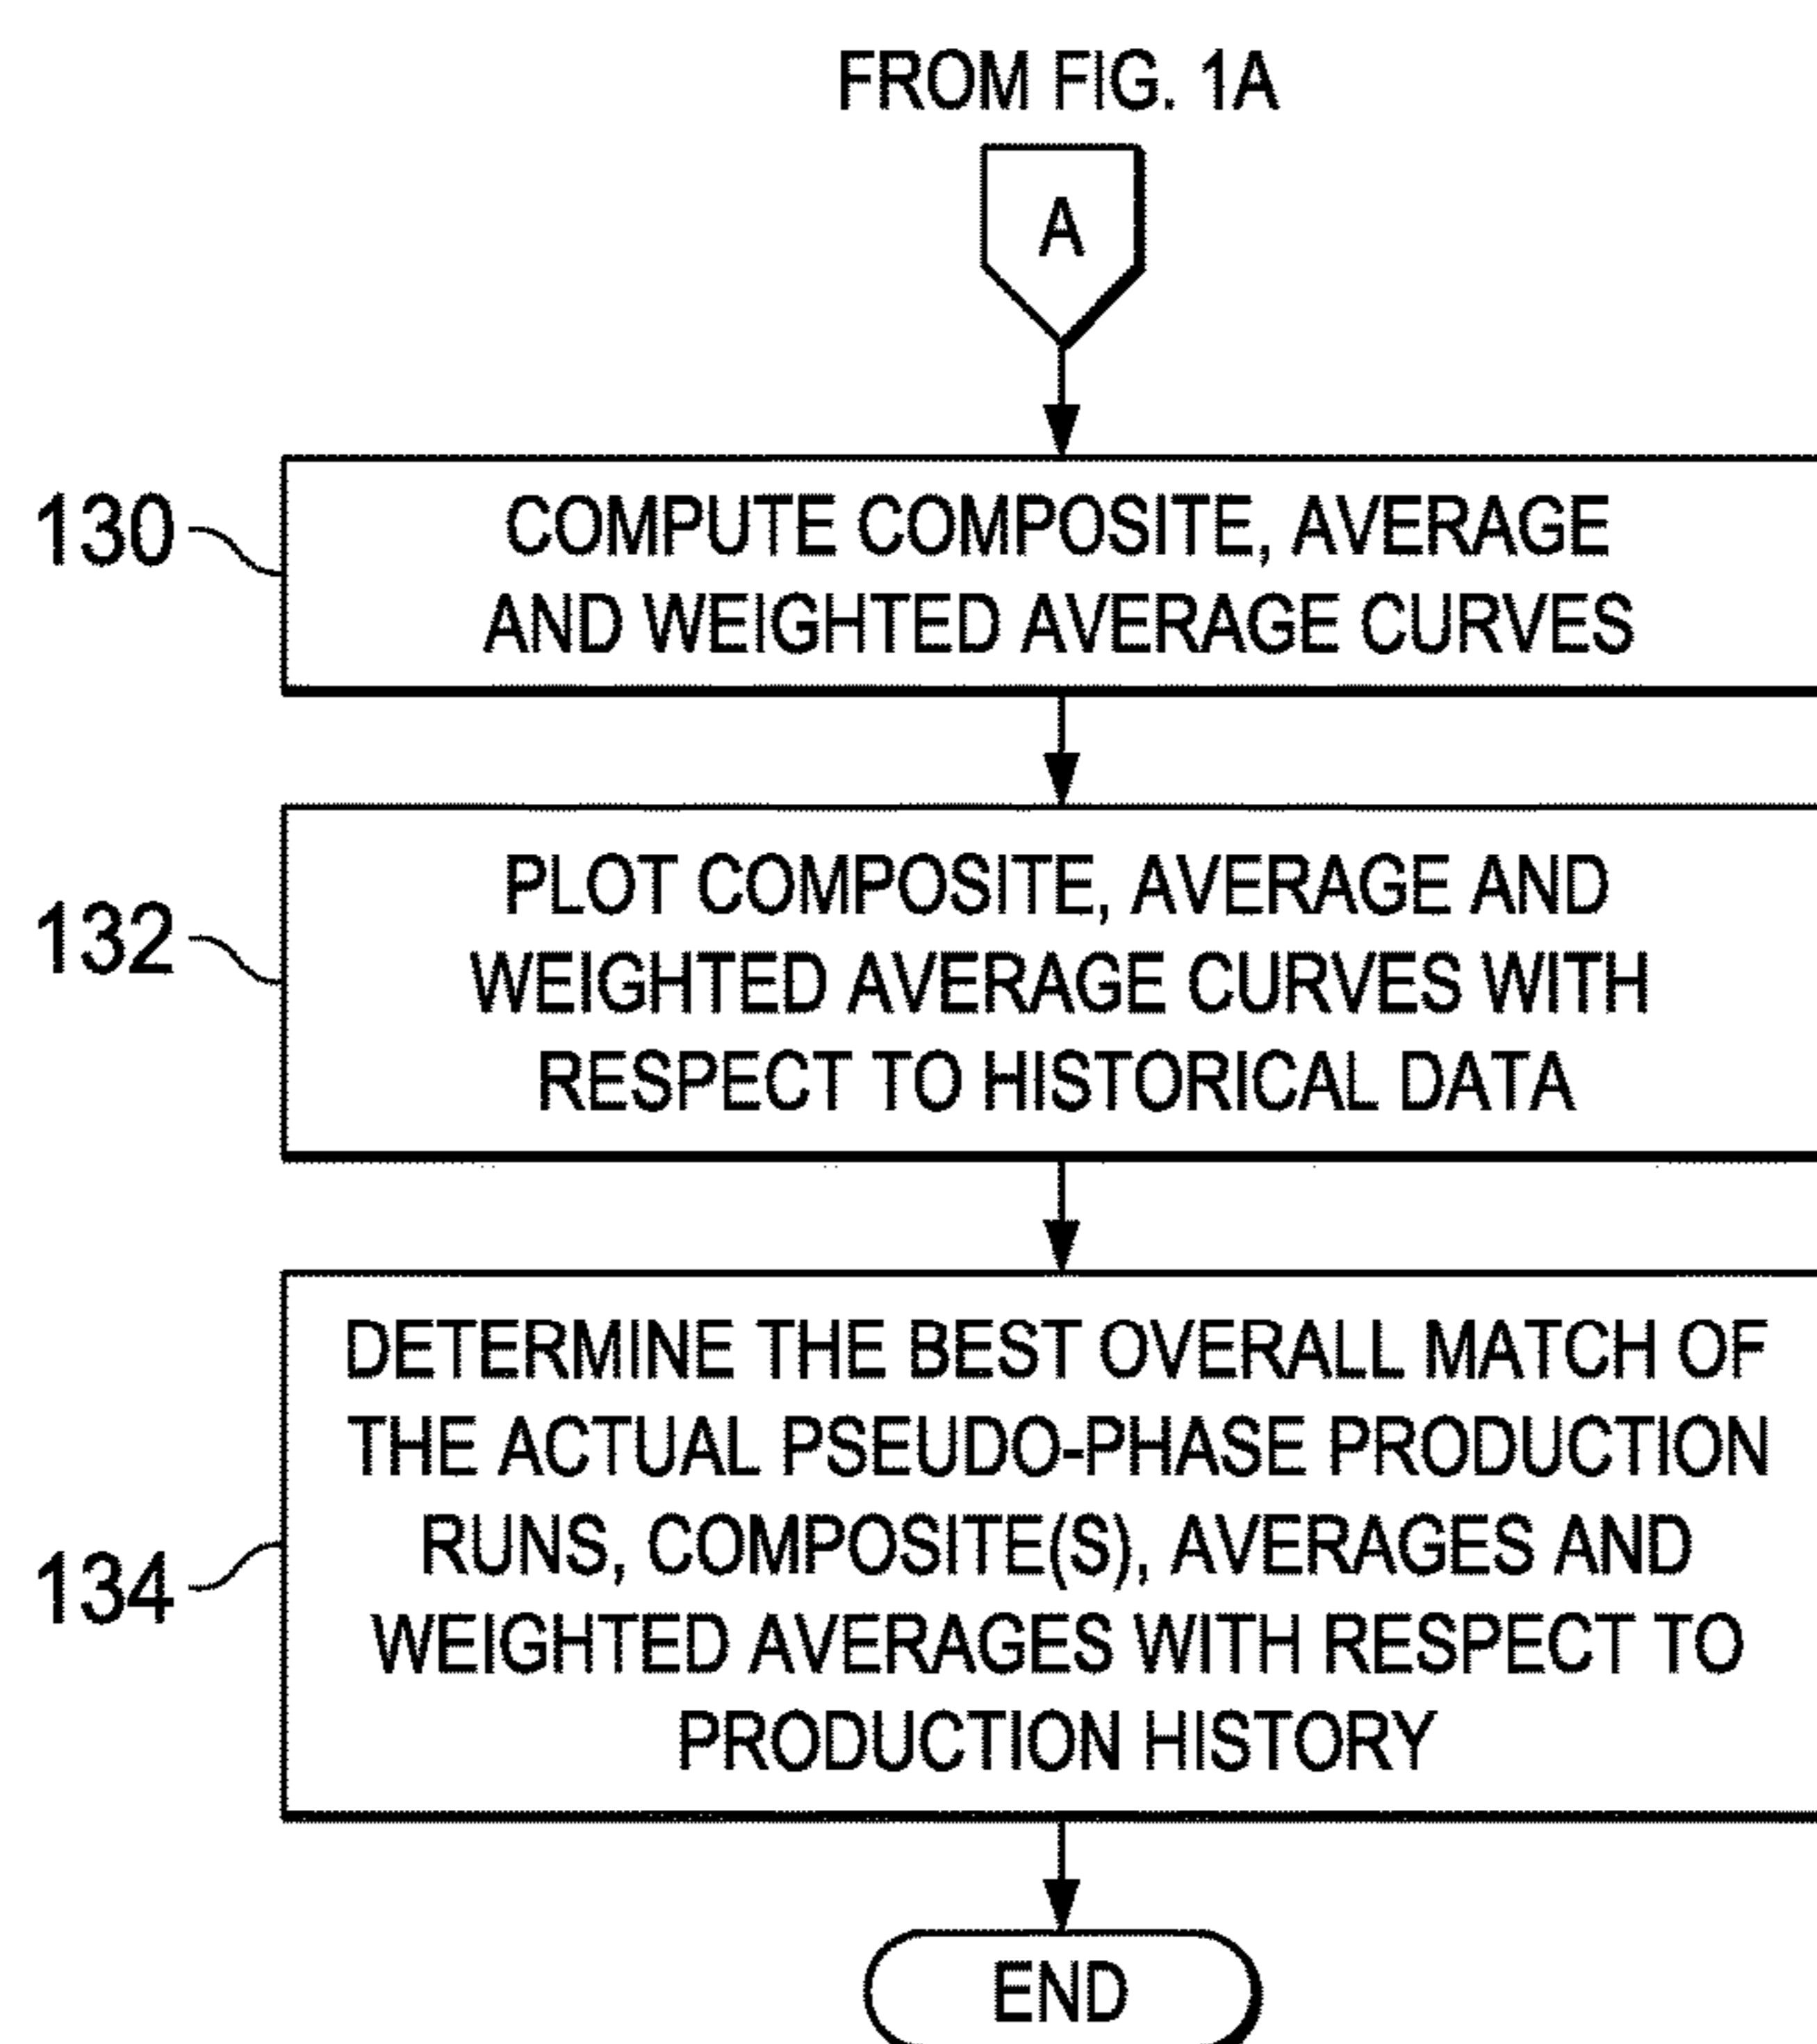 FROM FIG. 1A
A
130
COMPUTE COMPOSITE, AVERAGE
AND WEIGHTED AVERAGE CURVES
132
PLOT COMPOSITE, AVERAGE AND
WEIGHTED AVERAGE CURVES WITH
RESPECT TO HISTORICAL DATA
134
DETERMINE THE BEST OVERALL MATCH OF
THE ACTUAL PSEUDO-PHASE PRODUCTION
RUNS, COMPOSITE(S), AVERAGES AND
WEIGHTED AVERAGES WITH RESPECT TO
PRODUCTION HISTORY
END